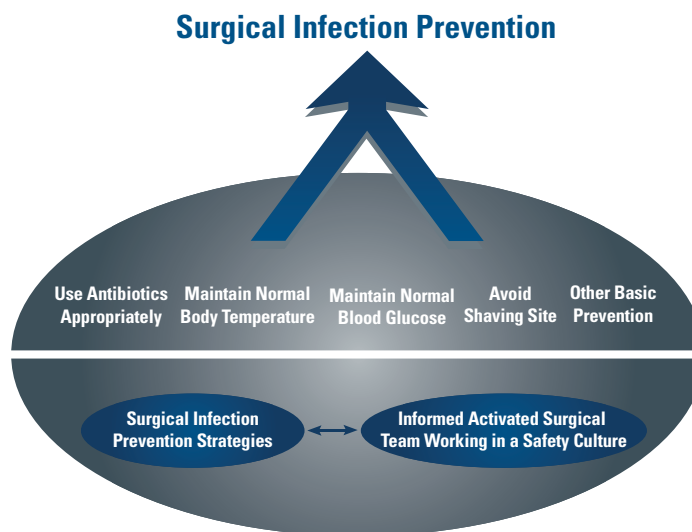 Surgical Infection Prevention
Use Antibiotics
Appropriately
Maintain Normal
Body Temperature
Maintain Normal
Blood Glucose
Avoid
Shaving Site
Other Basic
Prevention
Surgical Infection
Prevention Strategies
Informed Activated Surgical
Team Working in a Safety Culture